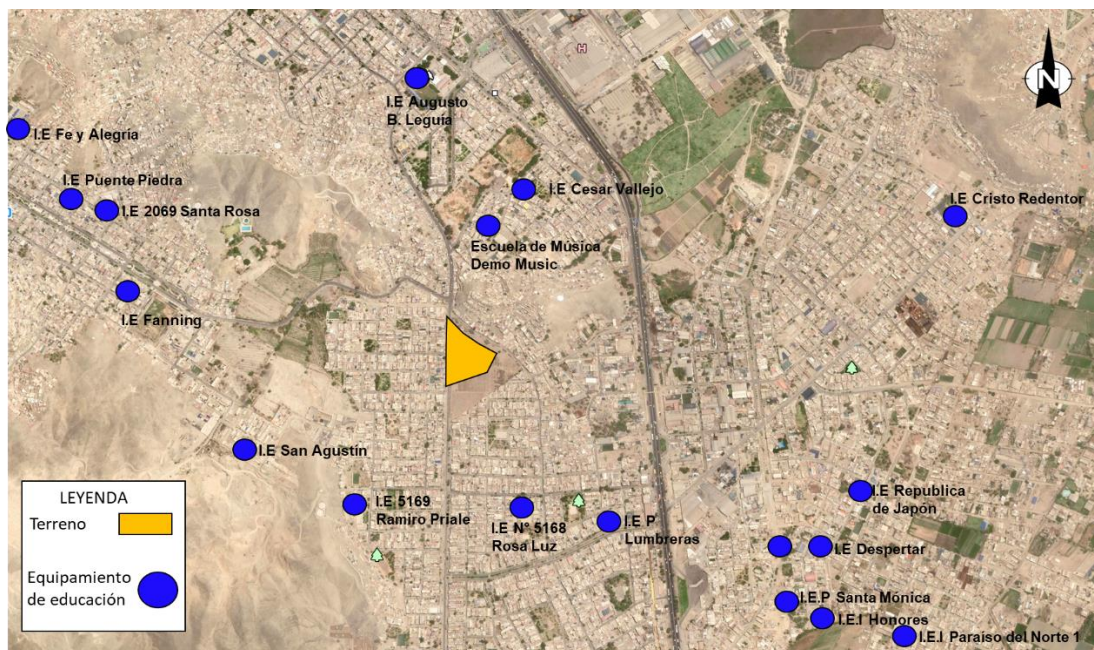 H
N
I.E Augusto
B. Leguía
I.E Fe y Alegría
I.E Puente Piedra
I.E 2069 Santa Rosa
I.E Cesar Vallejo
I.E Cristo Redentor
Escuela de Música
Demo Music
I.E Fanning
I.E San Agustín
I.E 5169
Ramiro Priale
I.E N° 5168
Rosa Luz
I.E P
Lumbreras
I.E Republica
de Japón
I.E Despertar
I.E.P Santa Mónica
I.E.I Honores
I.E.I Paraiso del Norte 1
LEYENDA
Terreno
Equipamiento
de educación